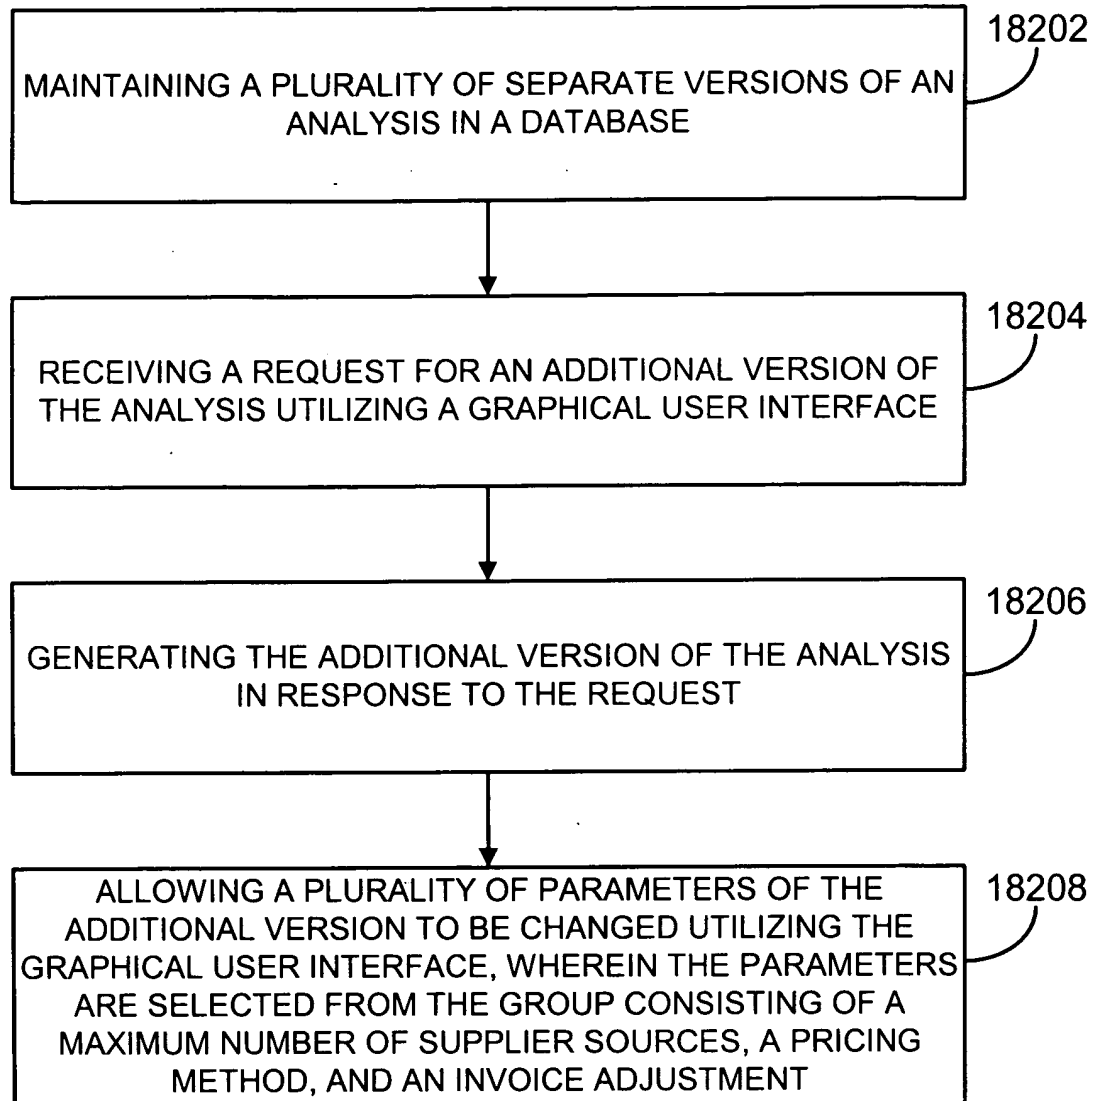 18202
MAINTAINING A PLURALITY OF SEPARATE VERSIONS OF AN
ANALYSIS IN A DATABASE
18204
RECEIVING A REQUEST FOR AN ADDITIONAL VERSION OF
THE ANALYSIS UTILIZING A GRAPHICAL USER INTERFACE
18206
GENERATING THE ADDITIONAL VERSION OF THE ANALYSIS
IN RESPONSE TO THE REQUEST
18208
ALLOWING A PLURALITY OF PARAMETERS OF THE
ADDITIONAL VERSION TO BE CHANGED UTILIZING THE
GRAPHICAL USER INTERFACE, WHEREIN THE PARAMETERS
ARE SELECTED FROM THE GROUP CONSISTING OF A
MAXIMUM NUMBER OF SUPPLIER SOURCES, A PRICING
METHOD, AND AN INVOICE ADJUSTMENT